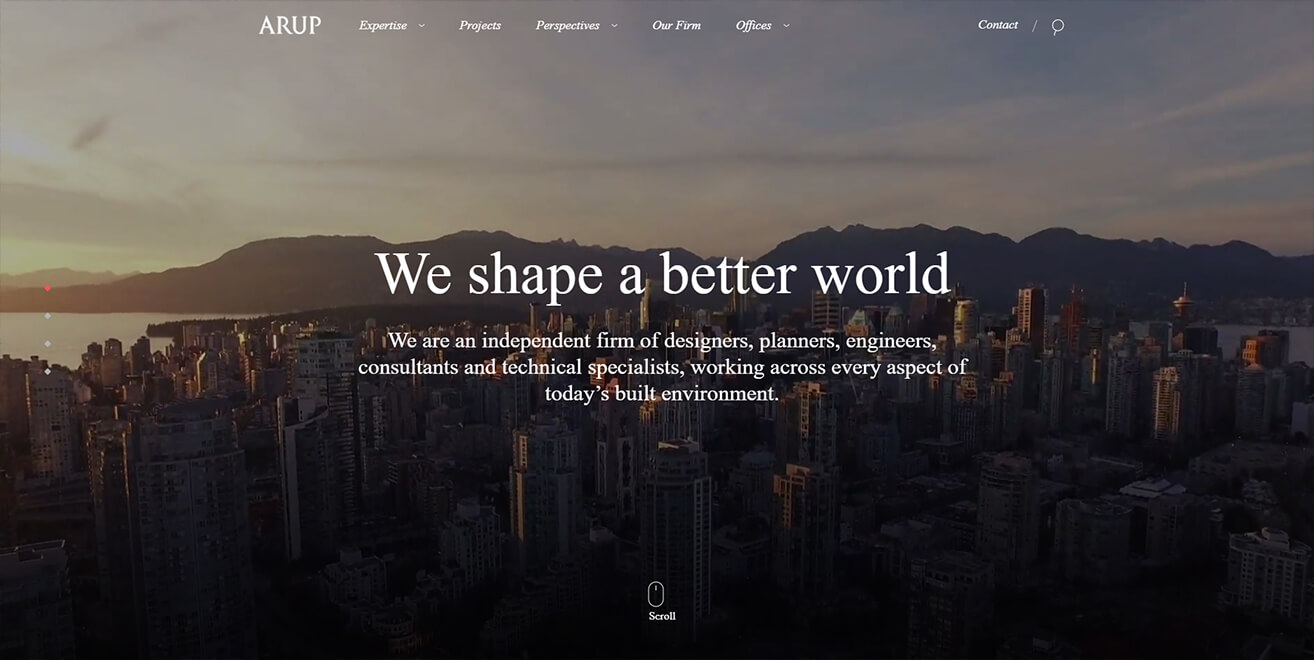 ARUP Expertise Projects Perspectives Our Firm Offices Contact /
We shape a better world
We are an independent firm of designers, planners, engineers,
consultants and technical specialists, working across every aspect of
today’s built environment.
Scroll